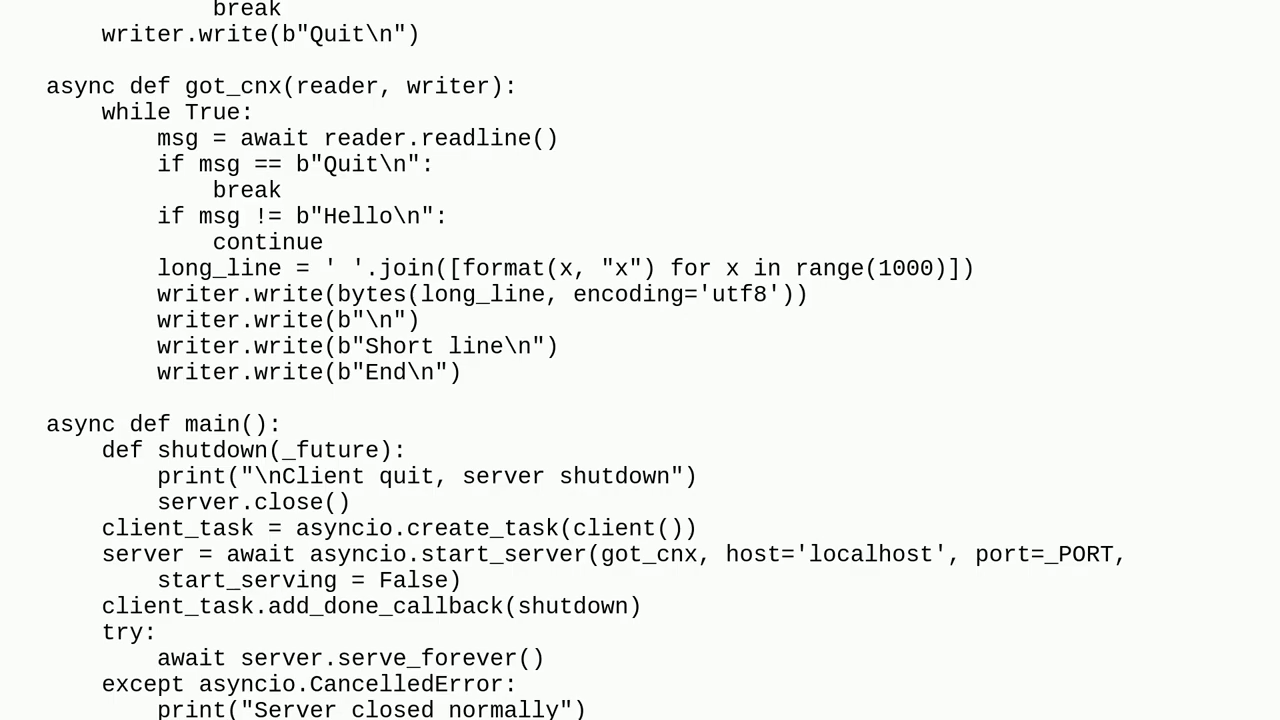 break
    writer.write(b"Quit\n")

async def got_cnx(reader, writer):
    while True:
        msg = await reader.readline()
        if msg == b"Quit\n":
            break
        if msg != b"Hello\n":
            continue
        long_line = ' '.join([format(x, "x") for x in range(1000)])
        writer.write(bytes(long_line, encoding='utf8'))
        writer.write(b"\n")
        writer.write(b"Short line\n")
        writer.write(b"End\n")

async def main():
    def shutdown(_future):
        print("\nClient quit, server shutdown")
        server.close()
    client_task = asyncio.create_task(client())
    server = await asyncio.start_server(got_cnx, host='localhost', port=_PORT,
        start_serving = False)
    client_task.add_done_callback(shutdown)
    try:
        await server.serve_forever()
    except asyncio.CancelledError:
        print("Server closed normally")